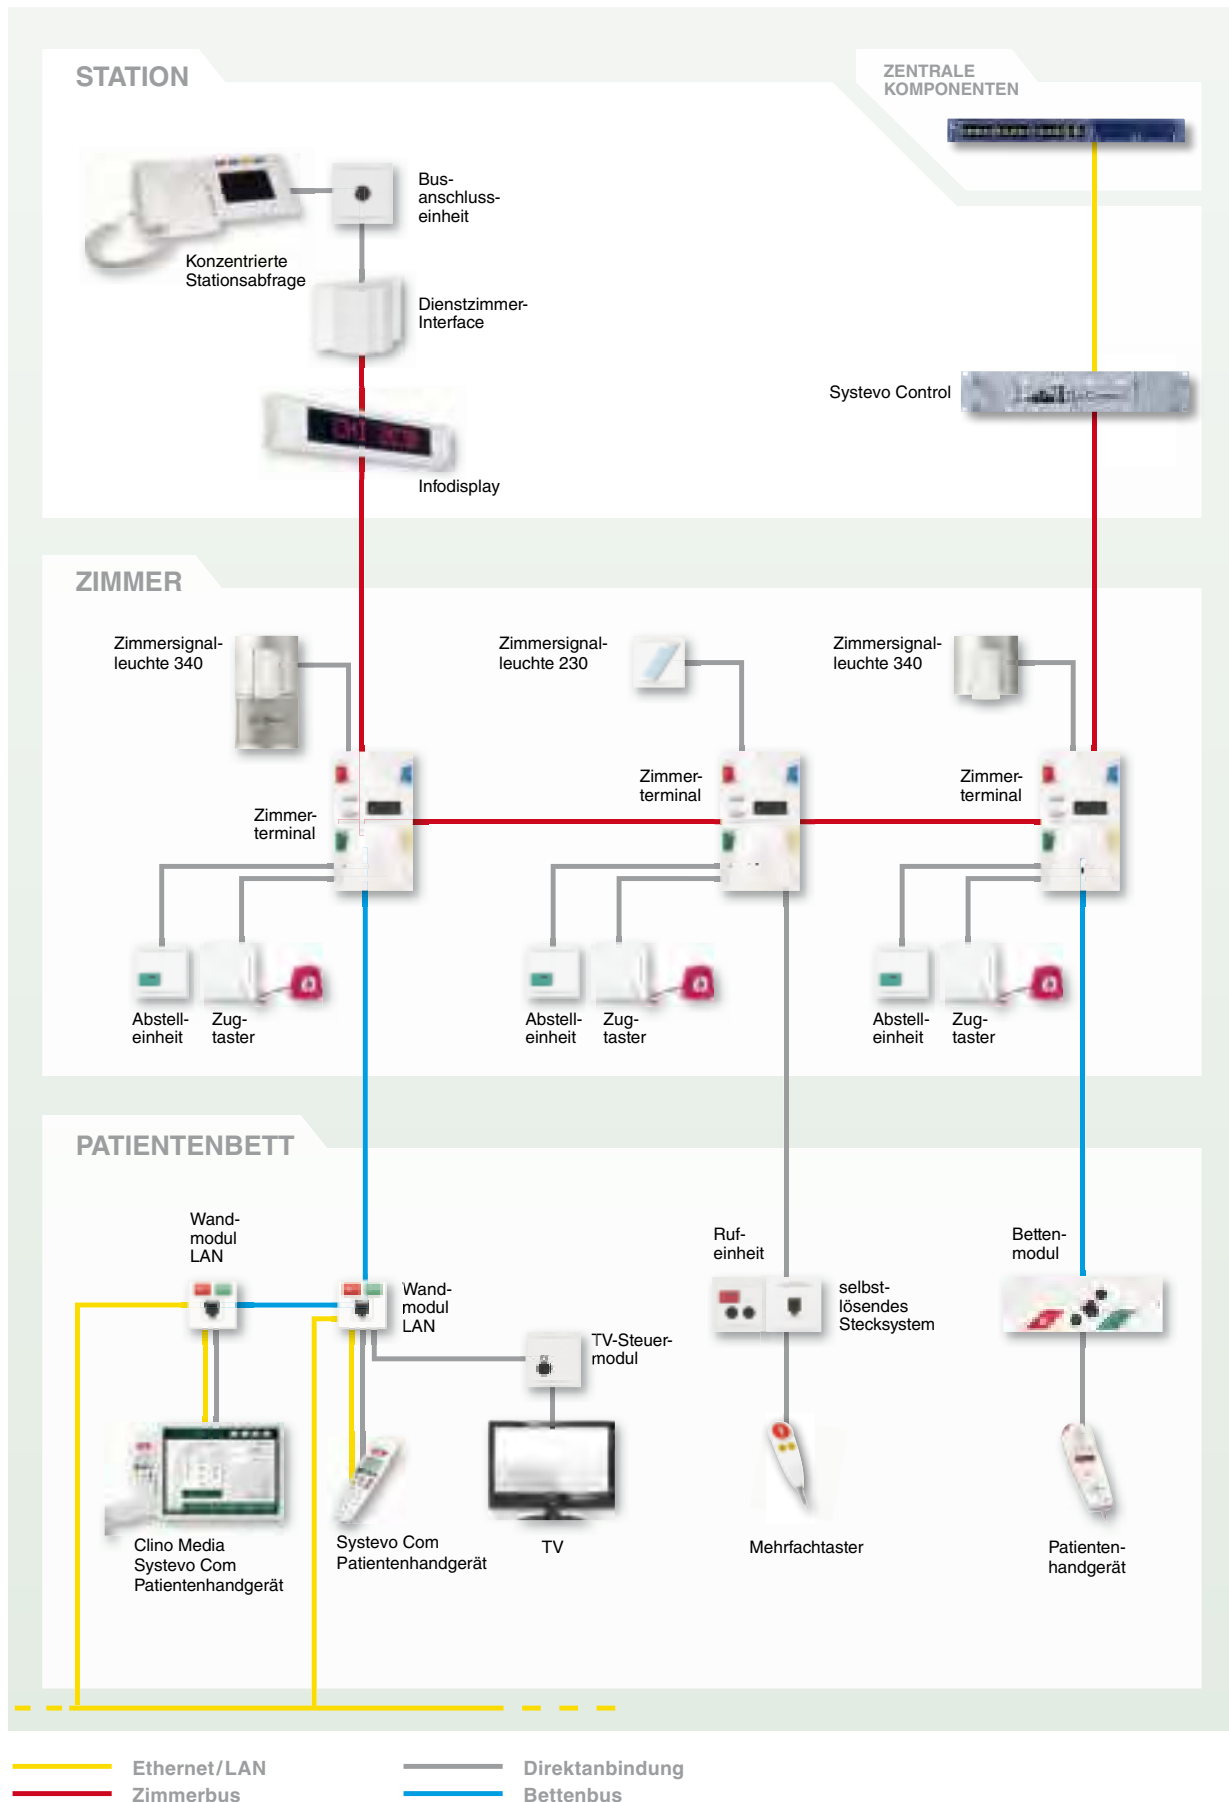 STATION
ZENTRALE
KOMPONENTEN
Bus-
anschluss-
einheit
Konzentrierte
Stationsabfrage
Dienstzimmer-
Interface
Systevo Control
Infodisplay
ZIMMER
Zimmersignal-
leuchte 340
Zimmersignal-
leuchte 230
Zimmersignal-
leuchte 340
Zimmer-
terminal
Zimmer-
terminal
Zimmer-
terminal
Abstell-
einheit
Zug-
taster
Abstell-
einheit
Zug-
taster
Abstell-
einheit
Zug-
taster
PATIENTENBETT
Wand-
modul
LAN
Wand-
modul
LAN
TV-Steuer-
modul
Ruf-
einheit
selbst-
lösendes
Stecksystem
Betten-
modul
Clino Media
Systevo Com
Patientenhandgerät
Systevo Com
Patientenhandgerät
TV
Mehrfachtaster
Patienten-
handgerät
Ethernet/LAN
Direktanbindung
Zimmerbus
Bettenbus